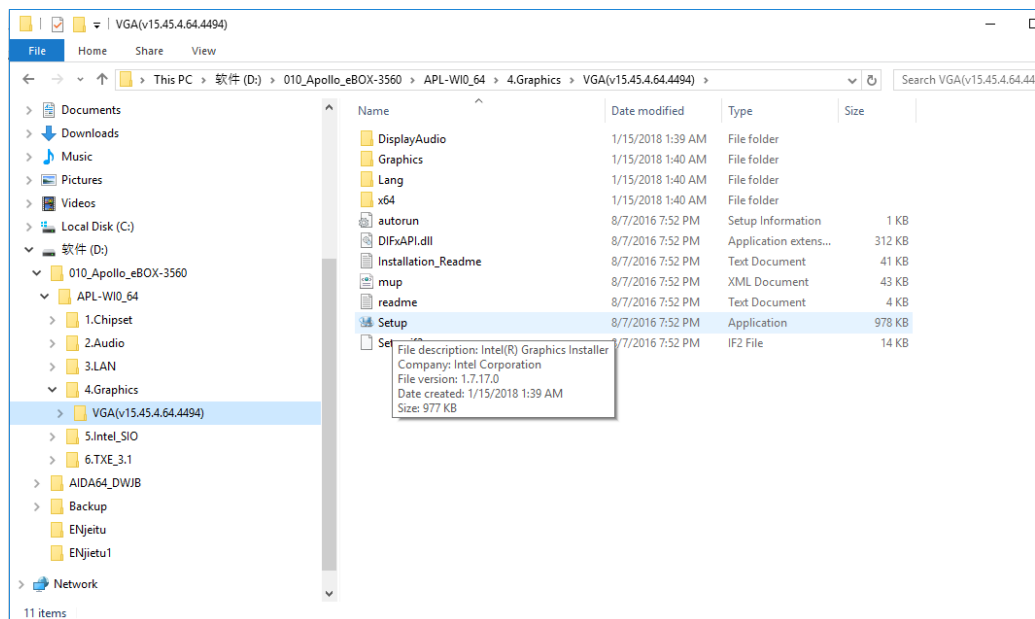 VGA(v15.45.4.64.4494)
File Home Share View
This PC 软件 (D:) 010_Apollo_eBOX-3560 APL-WI0_64 4.Graphics VGA(v15.45.4.64.4494) Search VGA(v15.45.4.64.44
Documents
Downloads
Music
Pictures
Videos
Local Disk (C:)
软件 (D:)
010_Apollo_eBOX-3560
APL-WI0_64
1.Chipset
2.Audio
3.LAN
4.Graphics
VGA(v15.45.4.64.4494)
5.Intel_SIO
6.TXE_3.1
AIDA64_DWJB
Backup
ENjeitu
ENjietu1
Network
Name Date modified Type Size
DisplayAudio 1/15/2018 1:39 AM File folder
Graphics 1/15/2018 1:40 AM File folder
Lang 1/15/2018 1:40 AM File folder
x64 1/15/2018 1:40 AM File folder
autorun 8/7/2016 7:52 PM Setup Information 1 KB
DIFxAPI.dll 8/7/2016 7:52 PM Application extens... 312 KB
Installation_Readme 8/7/2016 7:52 PM Text Document 41 KB
mup 8/7/2016 7:52 PM XML Document 43 KB
readme 8/7/2016 7:52 PM Text Document 4 KB
Setup 8/7/2016 7:52 PM Application 978 KB
8/7/2016 7:52 PM IF2 File 14 KB
File description: Intel(R) Graphics Installer
Company: Intel Corporation
File version: 1.7.17.0
Date created: 1/15/2018 1:39 AM
Size: 977 KB
11 items